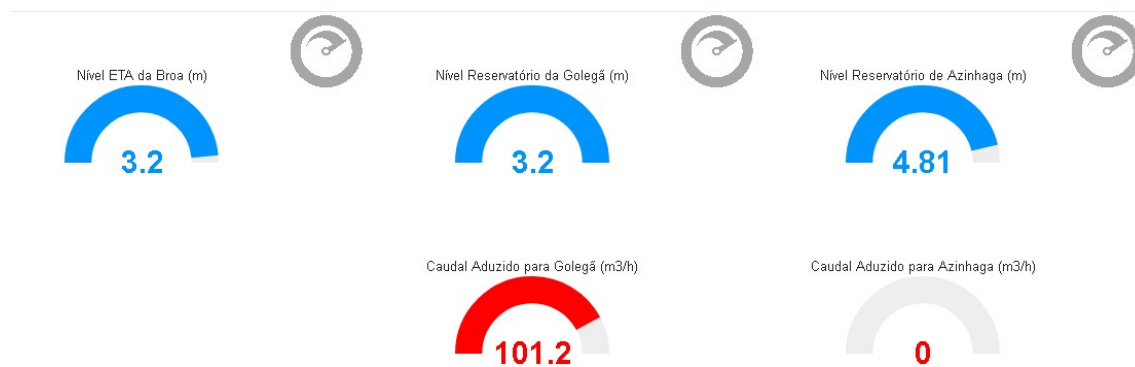 Nível ETA da Broa (m)
3.2
Nível Reservatório da Golegã (m)
3.2
Nível Reservatório de Azinhaga (m)
4.81
Caudal Aduzido para Golegã (m3/h)
101.2
Caudal Aduzido para Azinhaga (m3/h)
0